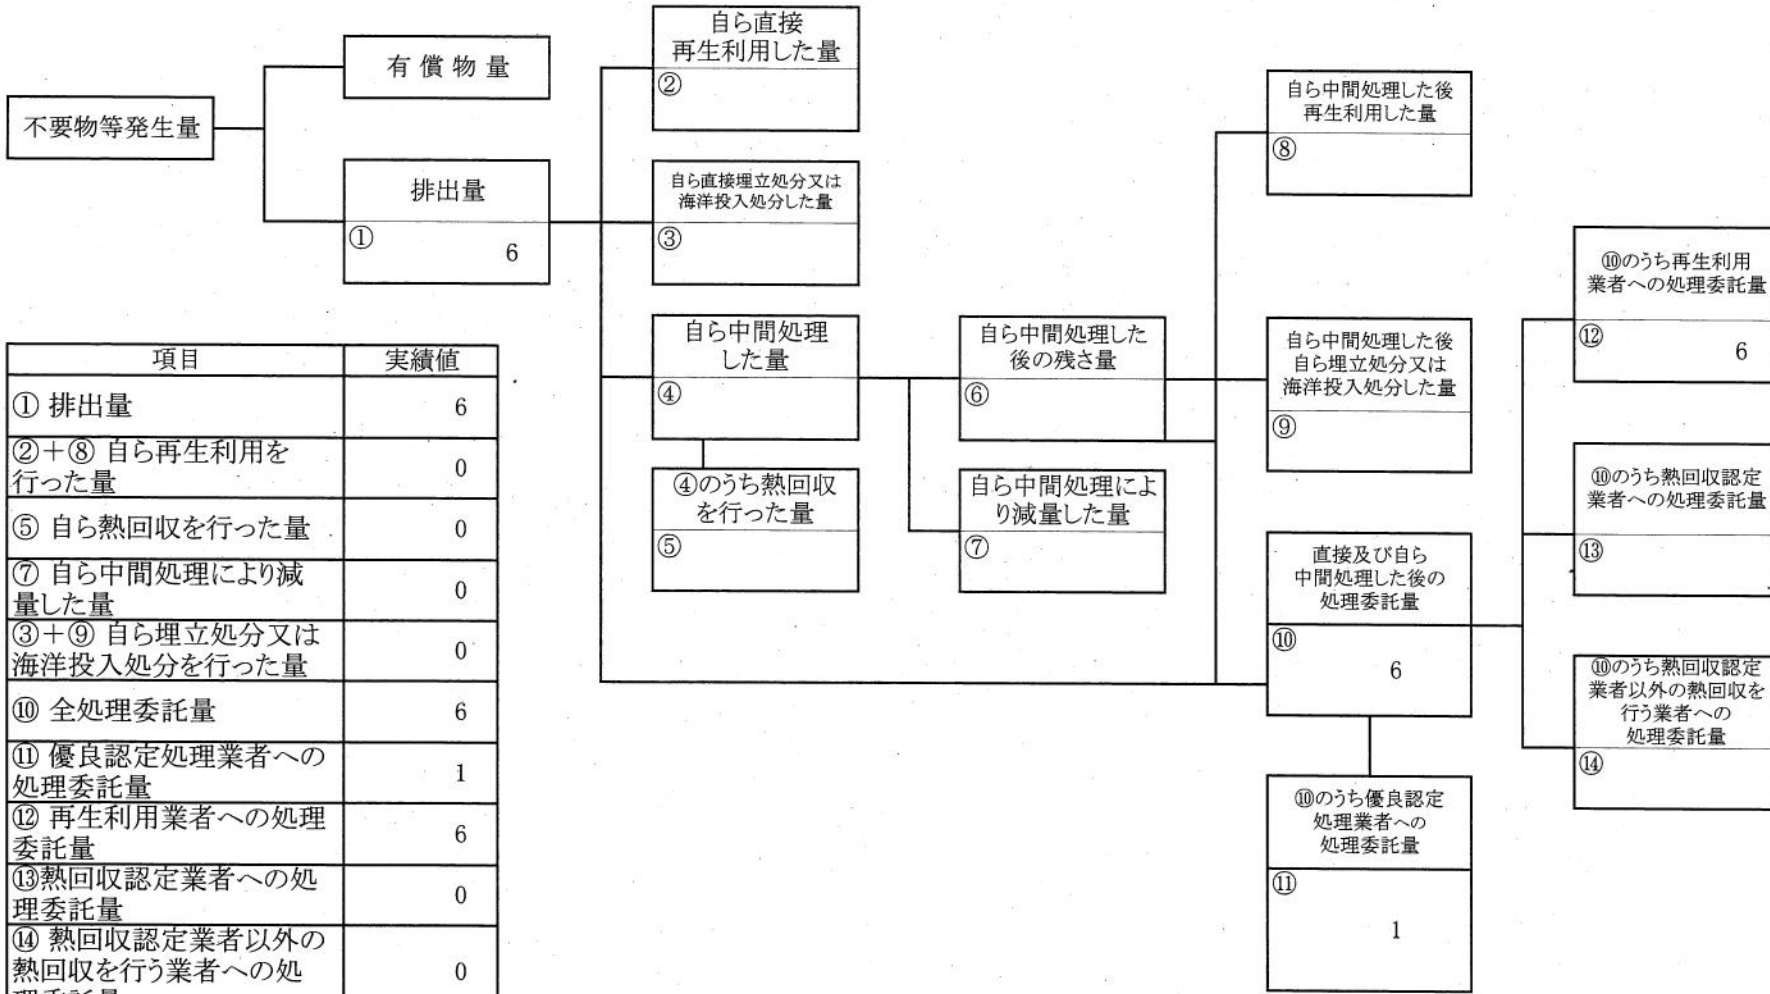 不要物等発生量
有償物量
排出量
①
6
自ら直接
再生利用した量
②
自ら直接埋立処分又は
海洋投入処分した量
③
自ら中間処理
した量
④
④のうち熱回収
を行った量
⑤
自ら中間処理した
後の残さ量
⑥
自ら中間処理によ
り減量した量
⑦
自ら中間処理した後
再生利用した量
⑧
自ら中間処理した後
自ら埋立処分又は
海洋投入処分した量
⑨
直接及び自ら
中間処理した後の
処理委託量
⑩
6
⑩のうち優良認定
処理業者への
処理委託量
⑪
1
⑩のうち再生利用
業者への処理委託量
⑫
6
⑩のうち熱回収認定
業者への処理委託量
⑬
⑩のうち熱回収認定
業者以外の熱回収を
行う業者への
処理委託量
⑭
項目 実績値
① 排出量 6
②+⑧ 自ら再生利用を
行った量 0
⑤ 自ら熱回収を行った量 0
⑦ 自ら中間処理により減
量した量 0
③+⑨ 自ら埋立処分又は
海洋投入処分を行った量 0
⑩ 全処理委託量 6
⑪ 優良認定処理業者への
処理委託量 1
⑫ 再生利用業者への処理
委託量 6
⑬熱回収認定業者への処
理委託量 0
⑭ 熱回収認定業者以外の
熱回収を行う業者への処 0